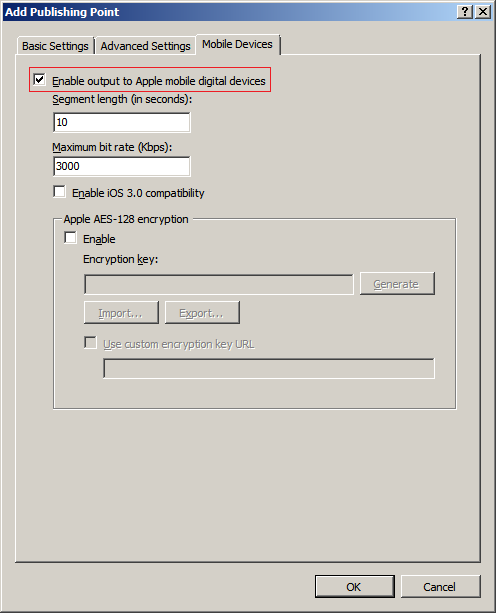 Add Publishing Point
Basic Settings Advanced Settings Mobile Devices
Enable output to Apple mobile digital devices
Segment length (in seconds):
10
Maximum bit rate (Kbps):
3000
Enable iOS 3.0 compatibility
Apple AES-128 encryption
Enable
Encryption key:
Generate
Import... Export...
Use custom encryption key URL
OK Cancel